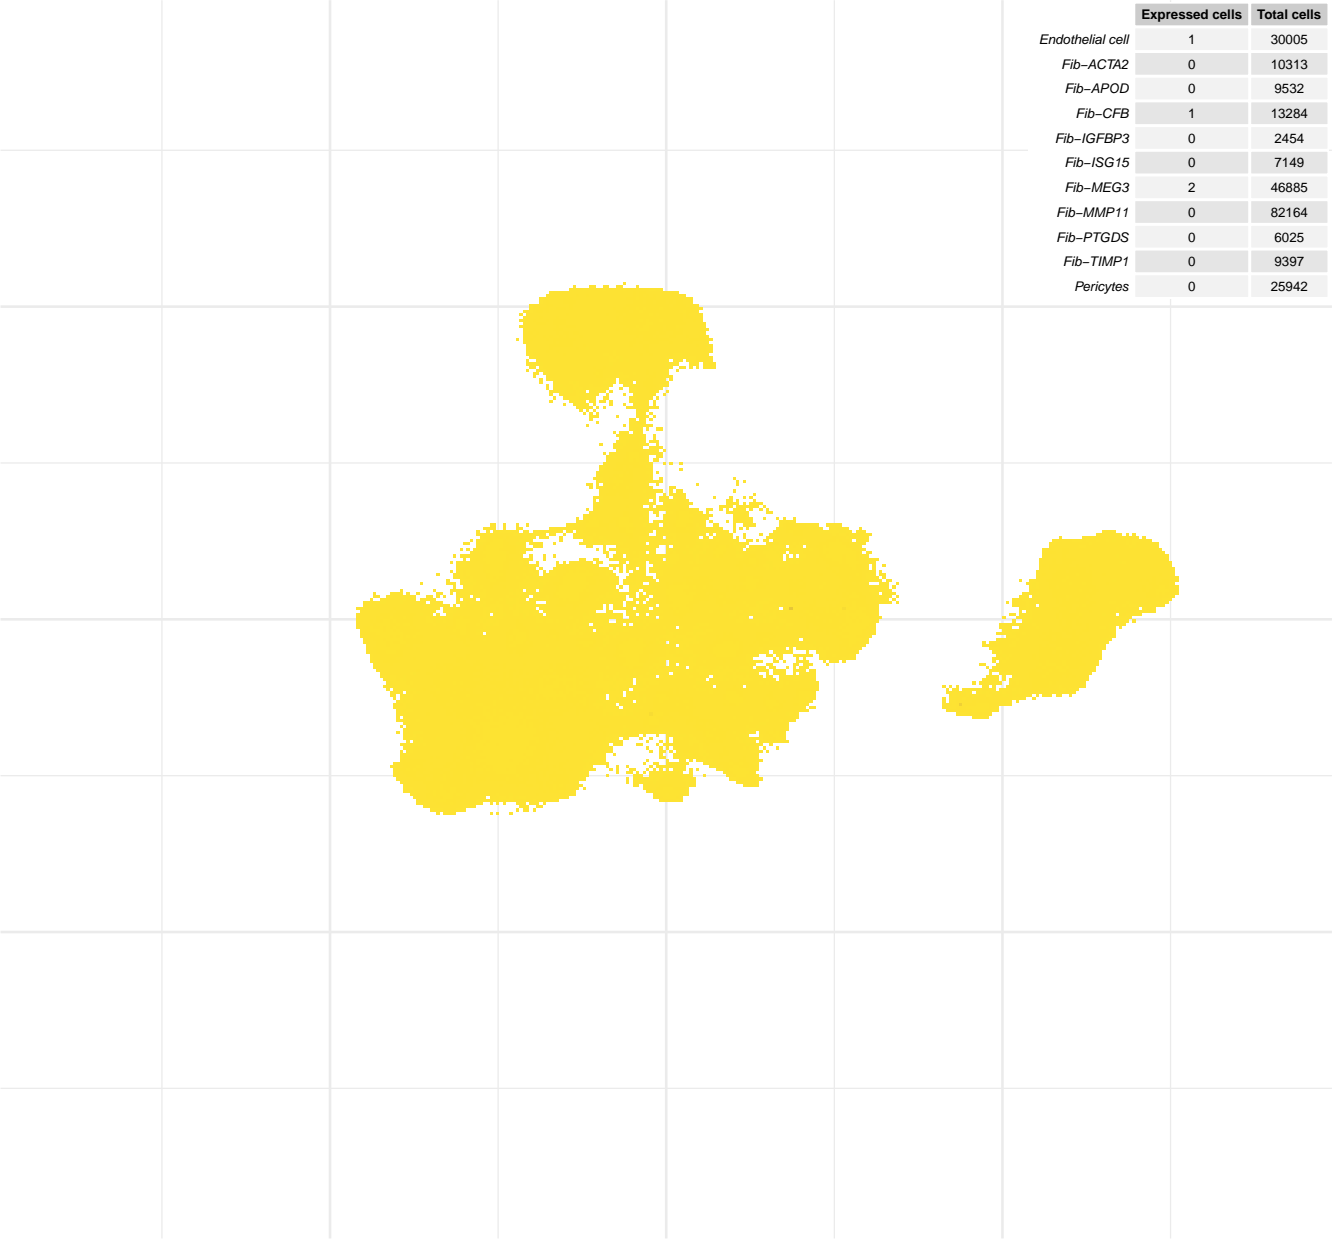 Expressed cells Total cells
Endothelial cell 1 30005
Fib−ACTA2 0 10313
Fib−APOD 0 9532
Fib−CFB 1 13284
Fib−IGFBP3 0 2454
Fib−ISG15 0 7149
Fib−MEG3 2 46885
Fib−MMP11 0 82164
Fib−PTGDS 0 6025
Fib−TIMP1 0 9397
Pericytes 0 25942